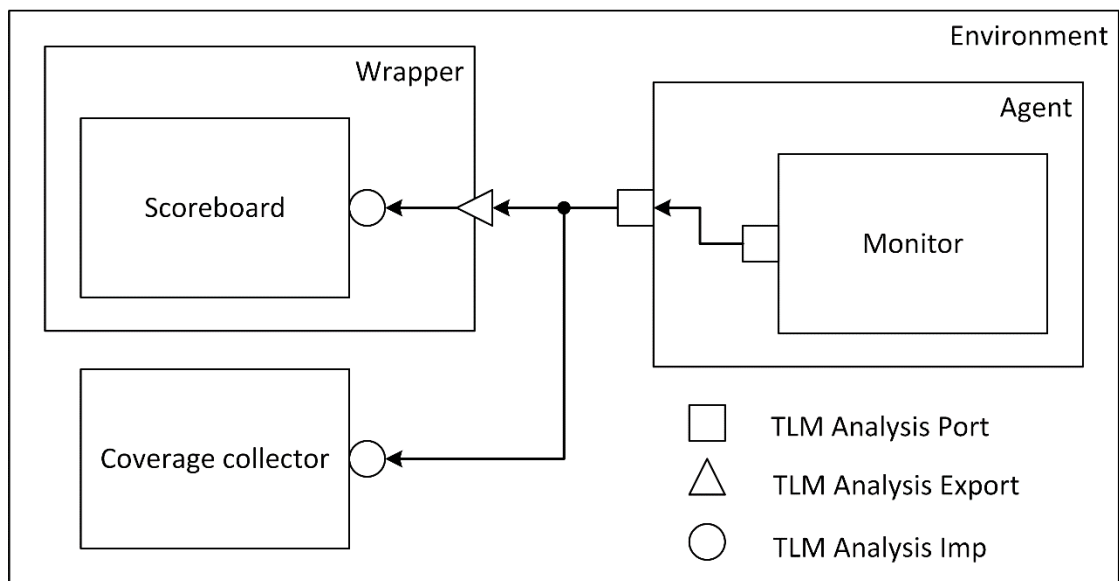 Environment
Wrapper
Agent
Scoreboard
Monitor
Coverage collector
TLM Analysis Port
TLM Analysis Export
TLM Analysis Imp